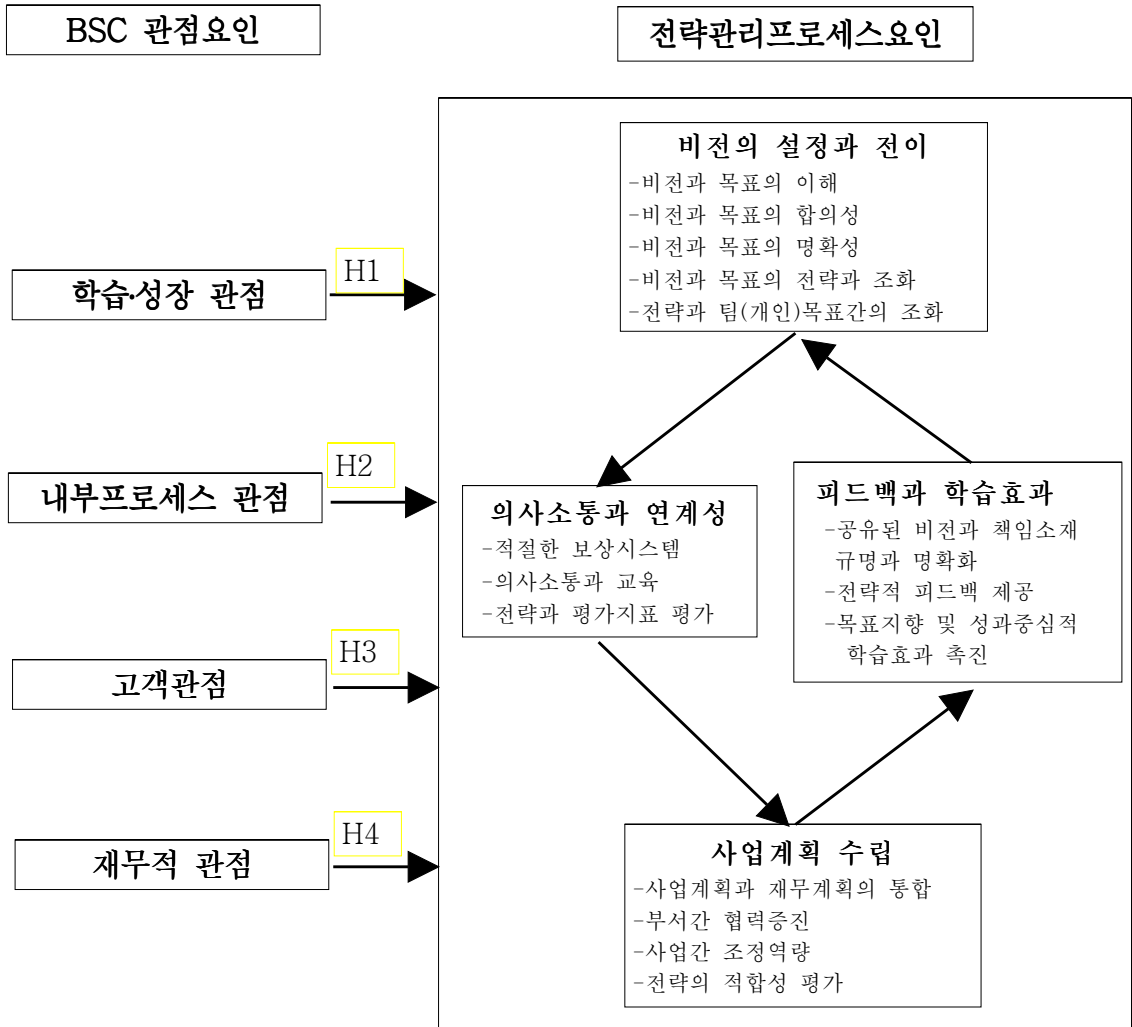 BSC 관점요인
전략관리프로세스요인
비전의 설정과 전이
-비전과 목표의 이해
-비전과 목표의 합의성
-비전과 목표의 명확성
-비전과 목표의 전략과 조화
-전략과 팀(개인)목표간의 조화
H1
학습·성장 관점
H2
내부프로세스 관점
의사소통과 연계성
-적절한 보상시스템
-의사소통과 교육
-전략과 평가지표 평가
피드백과 학습효과
-공유된 비전과 책임소재
규명과 명확화
-전략적 피드백 제공
-목표지향 및 성과중심적
학습효과 촉진
H3
고객관점
H4
재무적 관점
사업계획 수립
-사업계획과 재무계획의 통합
-부서간 협력증진
-사업간 조정역량
-전략의 적합성 평가